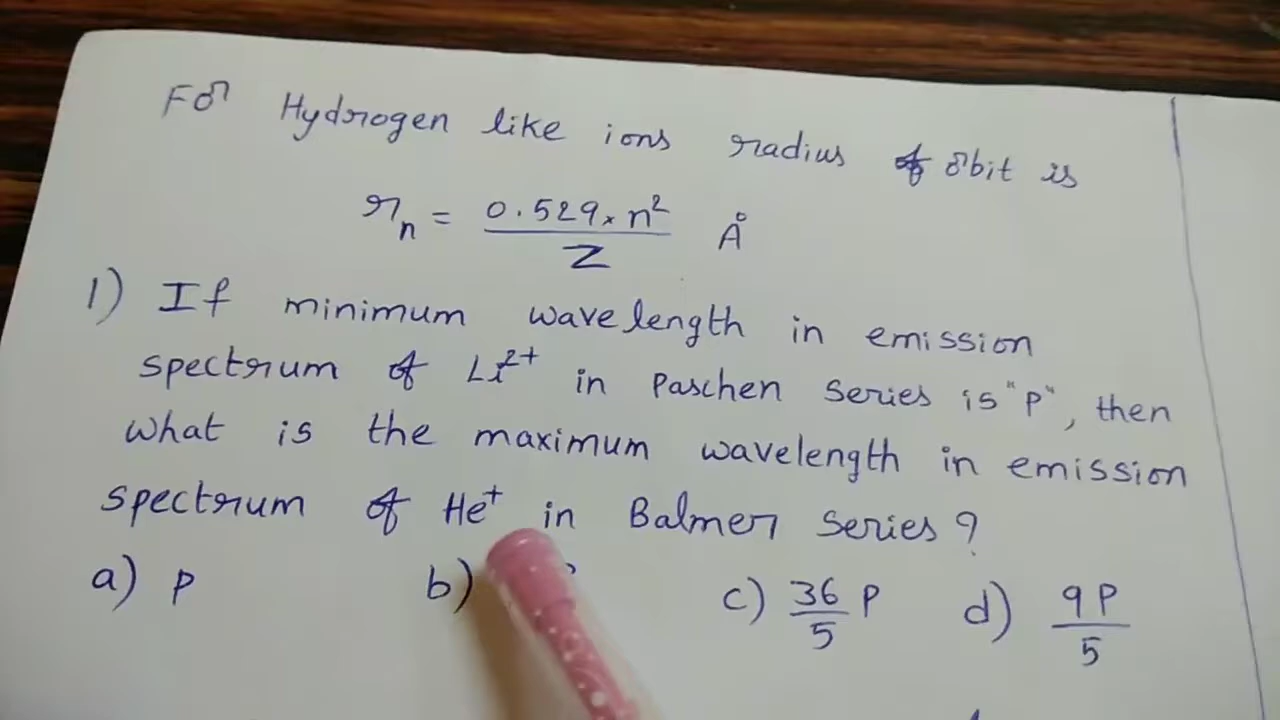 For Hydrogen like ions radius of orbit is
rn = 0.529 × n² / Z Å
1) If minimum wavelength in emission
spectrum of Li²⁺ in Paschen series is "P", then
what is the maximum wavelength in emission
spectrum of He⁺ in Balmer series ?
a) P b) c) 36/5 P d) 9P/5